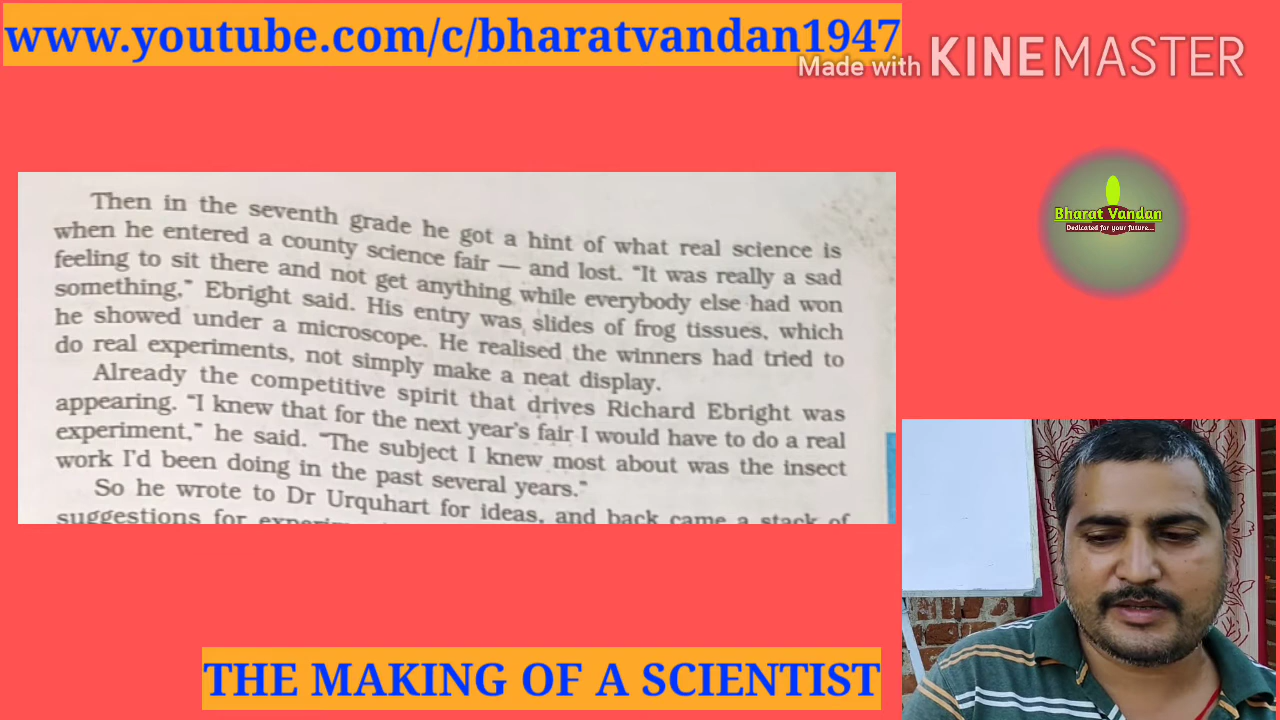 www.youtube.com/c/bharatvandan1947
Made with KINEMASTER
Bharat Vandan
Dedicated for your future...
Then in the seventh grade he got a hint of what real science is
when he entered a county science fair — and lost. “It was really a sad
feeling to sit there and not get anything while everybody else had won
something,” Ebright said. His entry was slides of frog tissues, which
he showed under a microscope. He realised the winners had tried to
do real experiments, not simply make a neat display.
Already the competitive spirit that drives Richard Ebright was
appearing. “I knew that for the next year’s fair I would have to do a real
experiment,” he said. “The subject I knew most about was the insect
work I’d been doing in the past several years.”
So he wrote to Dr Urquhart for ideas, and back came a stack of
suggestions for
THE MAKING OF A SCIENTIST